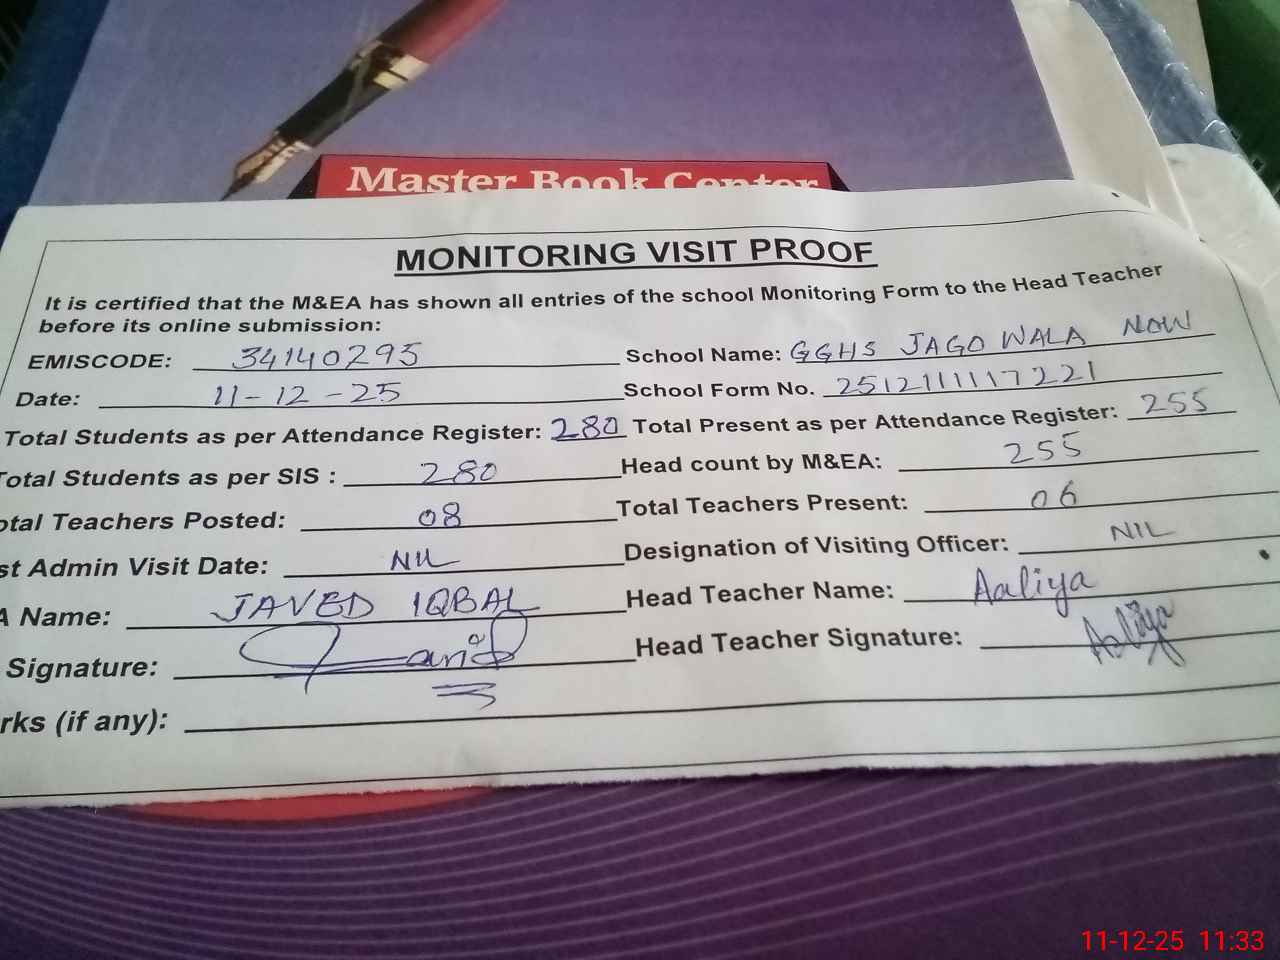 Master Book Center
MONITORING VISIT PROOF
It is certified that the M&EA has shown all entries of the school Monitoring Form to the Head Teacher
before its online submission:
EMISCODE: 34140295 School Name: GGHS JAGO WALA NOW
Date: 11-12-25 School Form No. 2512111117221
Total Students as per Attendance Register: 280 Total Present as per Attendance Register: 255
Total Students as per SIS : 280 Head count by M&EA: 255
otal Teachers Posted: 08 Total Teachers Present: 06
st Admin Visit Date: NIL Designation of Visiting Officer: NIL
A Name: JAVED IQBAL Head Teacher Name: Aaliya
Signature: Head Teacher Signature: Aaliya
rks (if any):
11-12-25 11:33